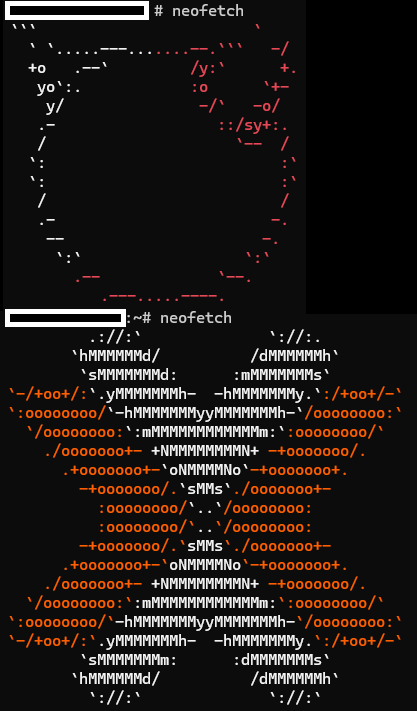 # neofetch
```                        `
  ` `.....---.......--.```   -/
  +o   .--`         /y:`      +.
   yo`:.            :o      `+-
    y/               -/`   -o/
   .-                  ::/sy+:.
   /                     `--  /
  `:                          :`
  `:                          :`
   /                          /
   .-                        -.
    --                      -.
     `:`                  `:`
       .--             `--.
          .---.....----.
:~# neofetch
         .://:`              `://:.
       `hMMMMMMd/          /dMMMMMMh`
        `sMMMMMMMd:      :mMMMMMMMs`
`-/+oo+/:`.yMMMMMMMh-  -hMMMMMMMy.`:/+oo+/-`
`:oooooooo/`-hMMMMMMMyyMMMMMMMh-`/oooooooo:`
  `/oooooooo:`:mMMMMMMMMMMMMm:`:oooooooo/`
    ./ooooooo+- +NMMMMMMMMN+ -+ooooooo/.
      .+ooooooo+-`oNMMMMNo`-+ooooooo+.
        -+ooooooo/.`sMMs`./ooooooo+-
          :oooooooo/`..`/oooooooo:
          :oooooooo/`..`/oooooooo:
        -+ooooooo/.`sMMs`./ooooooo+-
      .+ooooooo+-`oNMMMMNo`-+ooooooo+.
    ./ooooooo+- +NMMMMMMMMN+ -+ooooooo/.
  `/oooooooo:`:mMMMMMMMMMMMMm:`:oooooooo/`
`:oooooooo/`-hMMMMMMMyyMMMMMMMh-`/oooooooo:`
`-/+oo+/:`.yMMMMMMMh-  -hMMMMMMMy.`:/+oo+/-`
        `sMMMMMMMm:      :dMMMMMMMs`
       `hMMMMMMd/          /dMMMMMMh`
         `://:`              `://:`